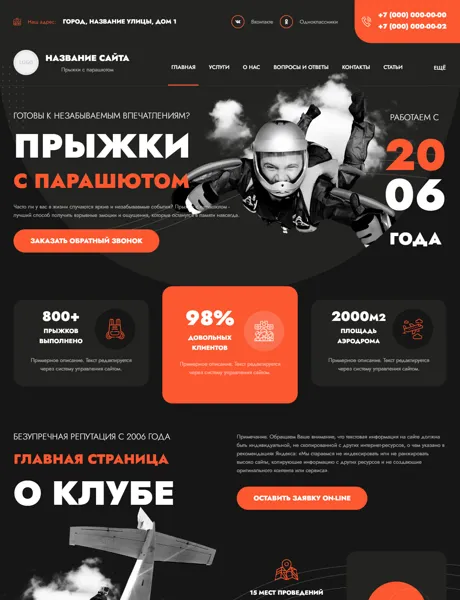 Наш адрес: ГОРОД, НАЗВАНИЕ УЛИЦЫ, ДОМ 1
Вконтакте
Одноклассники
+7 (000) 000-00-00
+7 (000) 000-00-02
НАЗВАНИЕ САЙТА
Прыжки с парашютом
ГЛАВНАЯ УСЛУГИ О НАС ВОПРОСЫ И ОТВЕТЫ КОНТАКТЫ СТАТЬИ ЕЩЁ
ГОТОВЫ К НЕЗАБЫВАЕМЫМ ВПЕЧАТЛЕНИЯМ?
ПРЫЖКИ
С ПАРАШЮТОМ
Часто ли у вас в жизни случаются яркие и незабываемые события? Прыжки с парашютом -
лучший способ получить взрывные эмоции и ощущения, которые останутся в памяти навсегда.
ЗАКАЗАТЬ ОБРАТНЫЙ ЗВОНОК
РАБОТАЕМ С
20
06
ГОДА
800+
ПРЫЖКОВ
ВЫПОЛНЕНО
Примерное описание. Текст редактируется
через систему управления сайтом.
98%
ДОВОЛЬНЫХ
КЛИЕНТОВ
Примерное описание. Текст редактируется
через систему управления сайтом.
2000М2
ПЛОЩАДЬ
АЭРОДРОМА
Примерное описание. Текст редактируется
через систему управления сайтом.
БЕЗУПРЕЧНАЯ РЕПУТАЦИЯ С 2006 ГОДА
ГЛАВНАЯ СТРАНИЦА
О КЛУБЕ
Примечание. Обращаем Ваше внимание, что текстовая информация на сайте должна
быть индивидуальной, не скопированной с других интернет-ресурсов, о чем указано в
рекомендациях Яндекса: «Мы стараемся не индексировать или не ранжировать
высоко сайты, копирующие информацию с других ресурсов и не создающие
оригинального контента или сервиса».
ОСТАВИТЬ ЗАЯВКУ ON-LINE
15 МЕСТ ПРОВЕДЕНИЙ